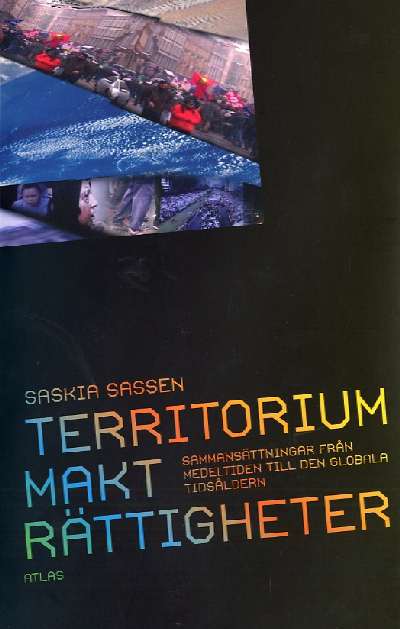 SASKIA SASSEN
TERRITORIUM
MAKT
SAMMANSÄTTNINGAR FRÅN
MEDELTIDEN TILL DEN GLOBALA
TIDSÅLDERN
RÄTTIGHETER
ATLAS